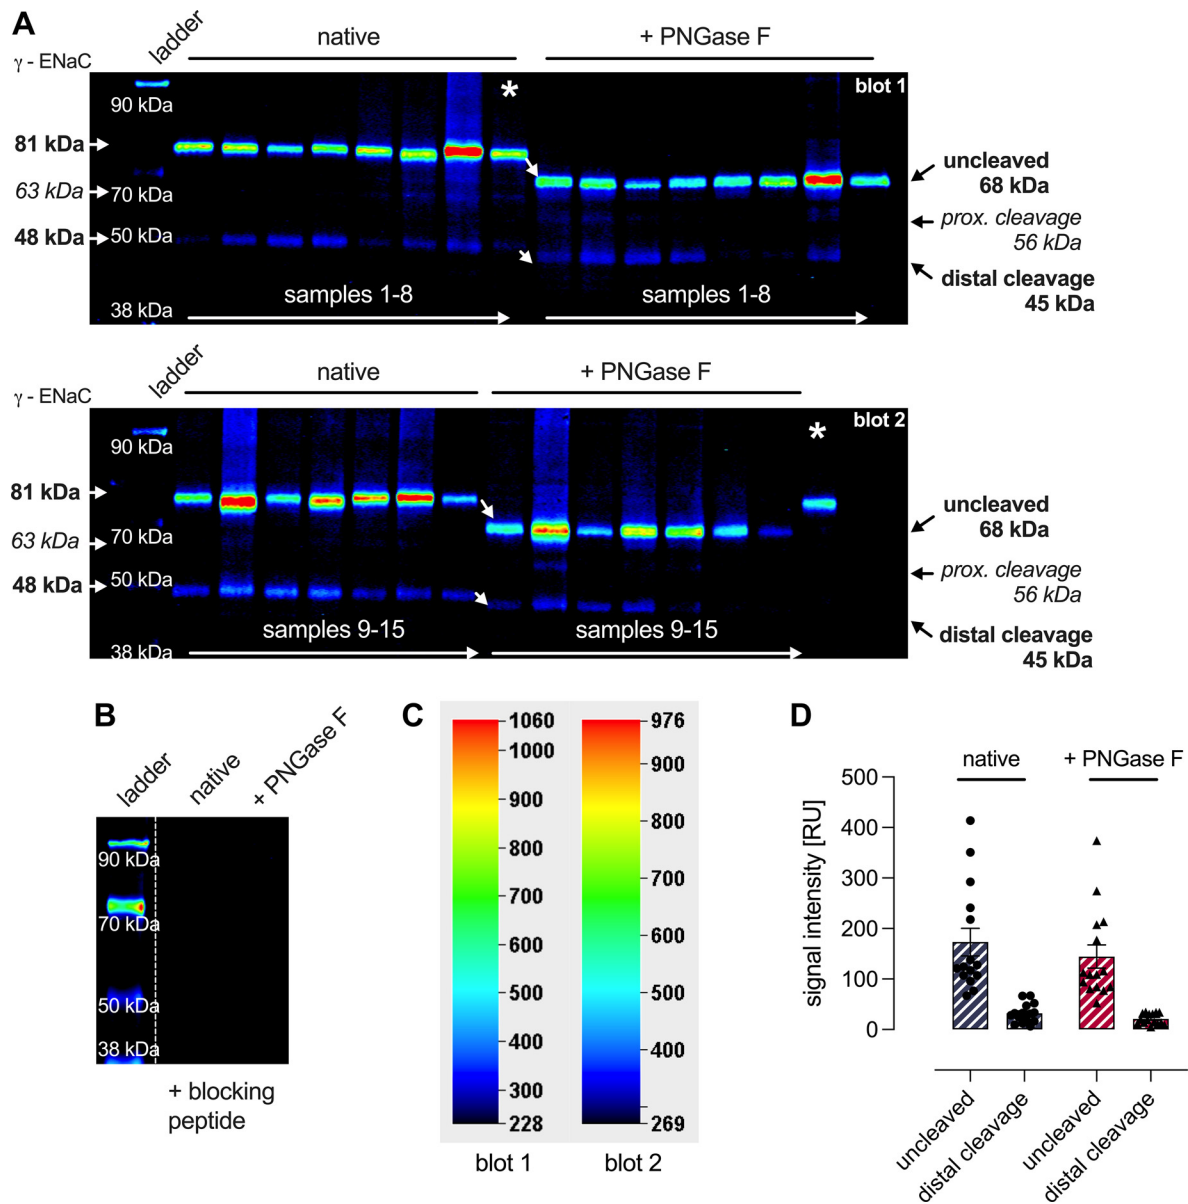 A
ladder
native
+ PNGase F
γ - ENaC
blot 1
*
90 kDa
81 kDa
63 kDa
70 kDa
48 kDa
50 kDa
38 kDa
samples 1-8
samples 1-8
uncleaved
68 kDa
prox. cleavage
56 kDa
distal cleavage
45 kDa
ladder
native
+ PNGase F
γ - ENaC
blot 2
*
90 kDa
81 kDa
63 kDa
70 kDa
48 kDa
50 kDa
38 kDa
samples 9-15
samples 9-15
uncleaved
68 kDa
prox. cleavage
56 kDa
distal cleavage
45 kDa
B
ladder
native
+ PNGase F
90 kDa
70 kDa
50 kDa
38 kDa
+ blocking
peptide
C
1060
1000
900
800
700
600
500
400
300
228
blot 1
976
900
800
700
600
500
400
269
blot 2
D
native
+ PNGase F
signal intensity [RU]
500
400
300
200
100
0
uncleaved
distal cleavage
uncleaved
distal cleavage